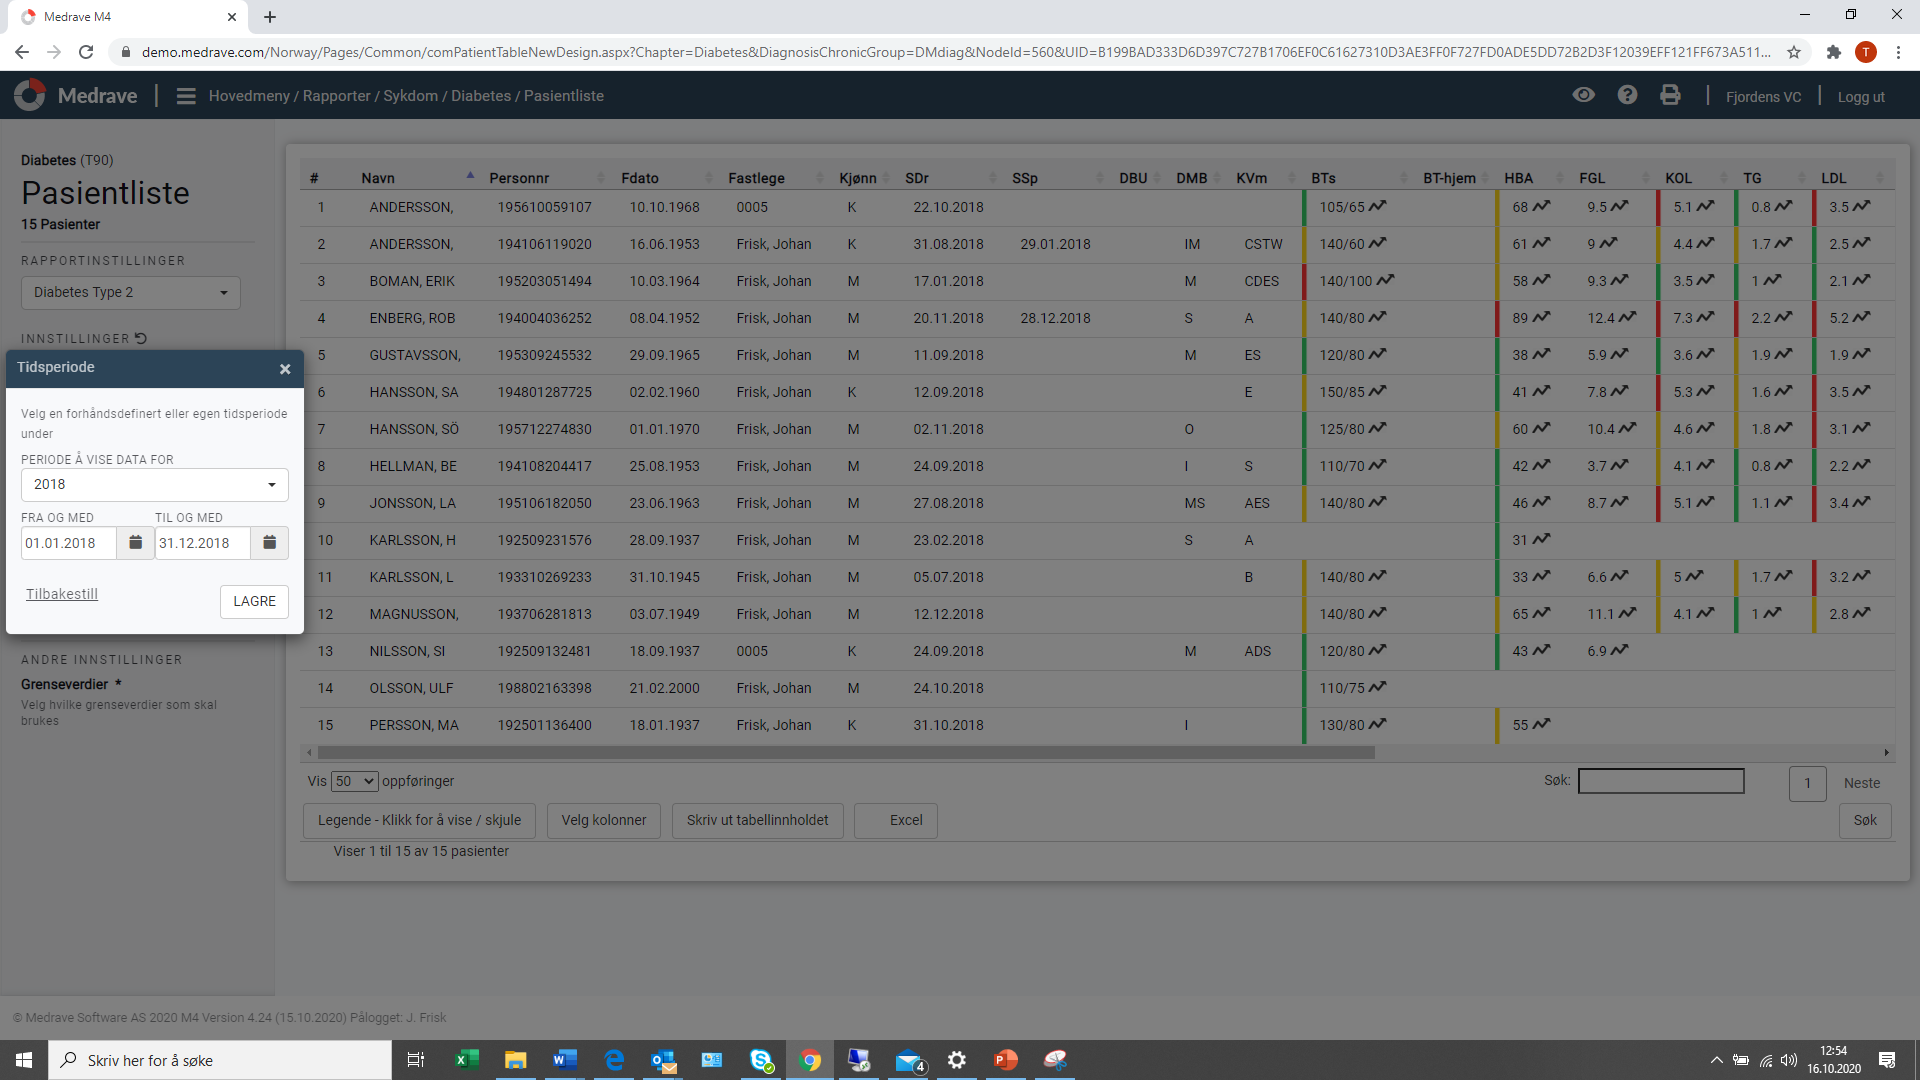 Medrave M4
demo.medrave.com/Norway/Pages/Common/comPatientTableNewDesign.aspx?Chapter=Diabetes&DiagnosisChronicGroup=DMdiag&NodeId=560&UID=B199BAD333D6D397C727B1706EF0C61627310D3AE3FF0F727FD0ADE5DD72B2D3F12039EFF121FF673A511...
T
Medrave | Hovedmeny / Rapporter / Sykdom / Diabetes / Pasientliste
Fjordens VC | Logg ut
Diabetes (T90)
Pasientliste
15 Pasienter
RAPPORTINSTILLINGER
Diabetes Type 2
INNSTILLINGER
Tidsperiode
Velg en forhåndsdefinert eller egen tidsperiode
under
PERIODE Å VISE DATA FOR
2018
FRA OG MED TIL OG MED
01.01.2018 31.12.2018
Tilbakestill LAGRE
ANDRE INNSTILLINGER
Grenseverdier *
Velg hvilke grenseverdier som skal
brukes
# Navn Personnr Fdato Fastlege Kjønn SDr SSp DBU DMB KVm BTs BT-hjem HBA FGL KOL TG LDL
1 ANDERSSON, 195610059107 10.10.1968 0005 K 22.10.2018 105/65 68 9.5 5.1 0.8 3.5
2 ANDERSSON, 194106119020 16.06.1953 Frisk, Johan K 31.08.2018 29.01.2018 IM CSTW 140/60 61 9 4.4 1.7 2.5
3 BOMAN, ERIK 195203051494 10.03.1964 Frisk, Johan M 17.01.2018 M CDES 140/100 58 9.3 3.5 1 2.1
4 ENBERG, ROB 194004036252 08.04.1952 Frisk, Johan M 20.11.2018 28.12.2018 S A 140/80 89 12.4 7.3 2.2 5.2
5 GUSTAVSSON, 195309245532 29.09.1965 Frisk, Johan M 11.09.2018 M ES 120/80 38 5.9 3.6 1.9 1.9
6 HANSSON, SA 194801287725 02.02.1960 Frisk, Johan K 12.09.2018 E 150/85 41 7.8 5.3 1.6 3.5
7 HANSSON, SÖ 195712274830 01.01.1970 Frisk, Johan M 02.11.2018 O 125/80 60 10.4 4.6 1.8 3.1
8 HELLMAN, BE 194108204417 25.08.1953 Frisk, Johan M 24.09.2018 I S 110/70 42 3.7 4.1 0.8 2.2
9 JONSSON, LA 195106182050 23.06.1963 Frisk, Johan M 27.08.2018 MS AES 140/80 46 8.7 5.1 1.1 3.4
10 KARLSSON, H 192509231576 28.09.1937 Frisk, Johan M 23.02.2018 S A 31
11 KARLSSON, L 193310269233 31.10.1945 Frisk, Johan M 05.07.2018 B 140/80 33 6.6 5 1.7 3.2
12 MAGNUSSON, 193706281813 03.07.1949 Frisk, Johan M 12.12.2018 140/80 65 11.1 4.1 1 2.8
13 NILSSON, SI 192509132481 18.09.1937 0005 K 24.09.2018 M ADS 120/80 43 6.9
14 OLSSON, ULF 198802163398 21.02.2000 Frisk, Johan M 24.10.2018 110/75
15 PERSSON, MA 192501136400 18.01.1937 Frisk, Johan K 31.10.2018 I 130/80 55
Vis 50 oppføringer Søk: 1 Neste
Legende - Klikk for å vise / skjule Velg kolonner Skriv ut tabellinnholdet Excel Søk
Viser 1 til 15 av 15 pasienter
© Medrave Software AS 2020 M4 Version 4.24 (15.10.2020) Pålogget: J. Frisk
Skriv her for å søke
4
12:54
16.10.2020